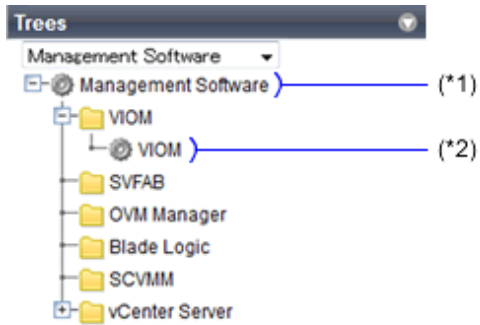 Trees
Management Software
Management Software (*1)
VIOM
VIOM (*2)
SVFAB
OVM Manager
Blade Logic
SCVMM
vCenter Server